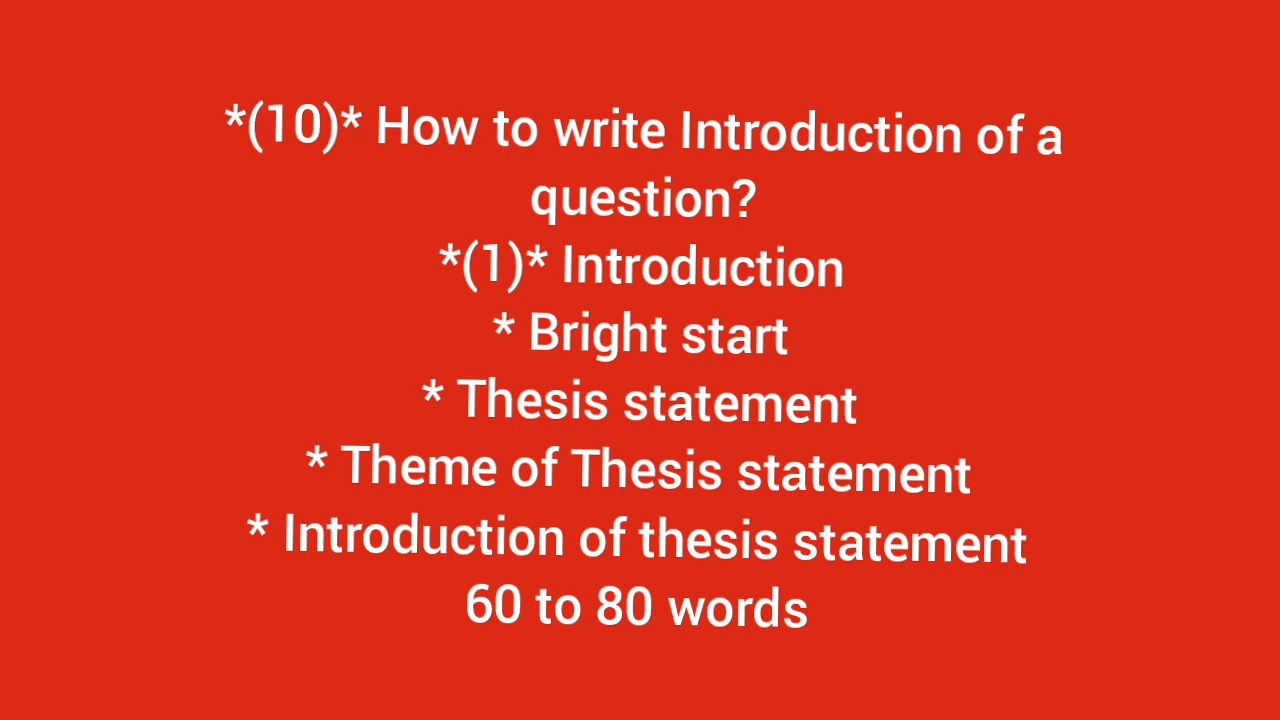 *(10)* How to write Introduction of a
question?
*(1)* Introduction
* Bright start
* Thesis statement
* Theme of Thesis statement
* Introduction of thesis statement
60 to 80 words